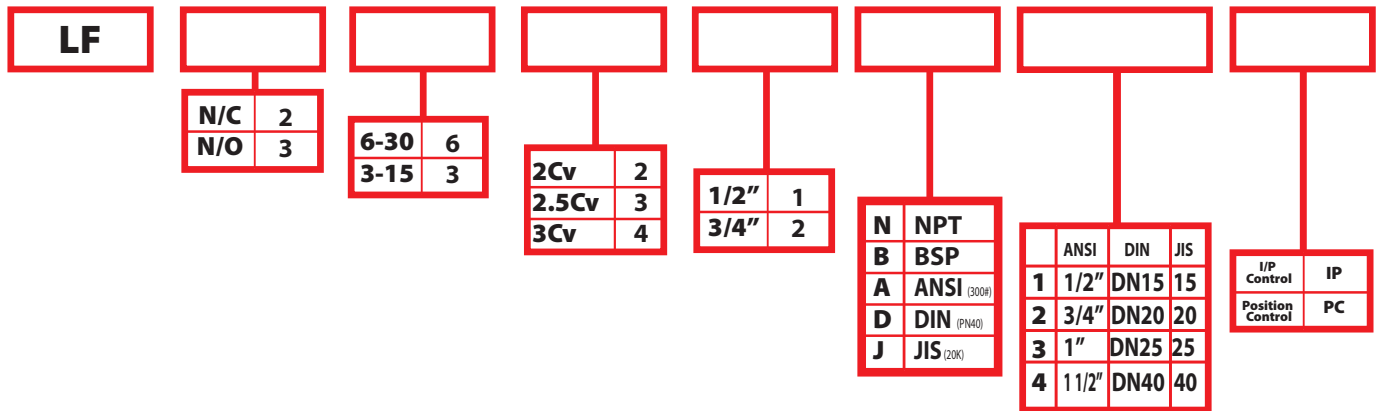 LF
N/C 2
N/O 3
6-30 6
3-15 3
2Cv 2
2.5Cv 3
3Cv 4
1/2” 1
3/4” 2
N NPT
B BSP
A ANSI (300#)
D DIN (PN40)
J JIS (20K)
ANSI DIN JIS
1 1/2” DN15 15
2 3/4” DN20 20
3 1” DN25 25
4 1 1/2” DN40 40
I/P
Control IP
Position
Control PC